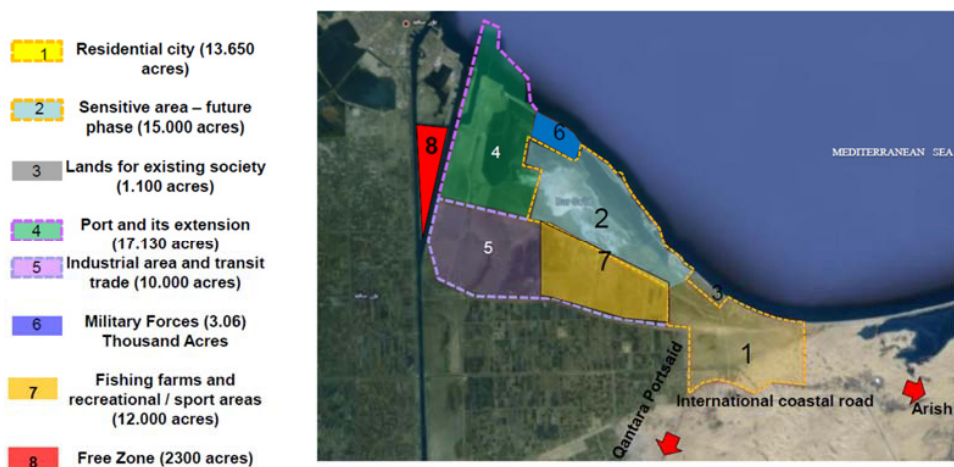 1
Residential city (13.650
acres)
2
Sensitive area – future
phase (15.000 acres)
3
Lands for existing society
(1.100 acres)
4
Port and its extension
(17.130 acres)
5
Industrial area and transit
trade (10.000 acres)
6
Military Forces (3.06)
Thousand Acres
7
Fishing farms and
recreational / sport areas
(12.000 acres)
8
Free Zone (2300 acres)
6
8
4
MEDITERRANEAN SEA
2
5
7
3
1
International coastal road
Qantara Portsaid
Arish